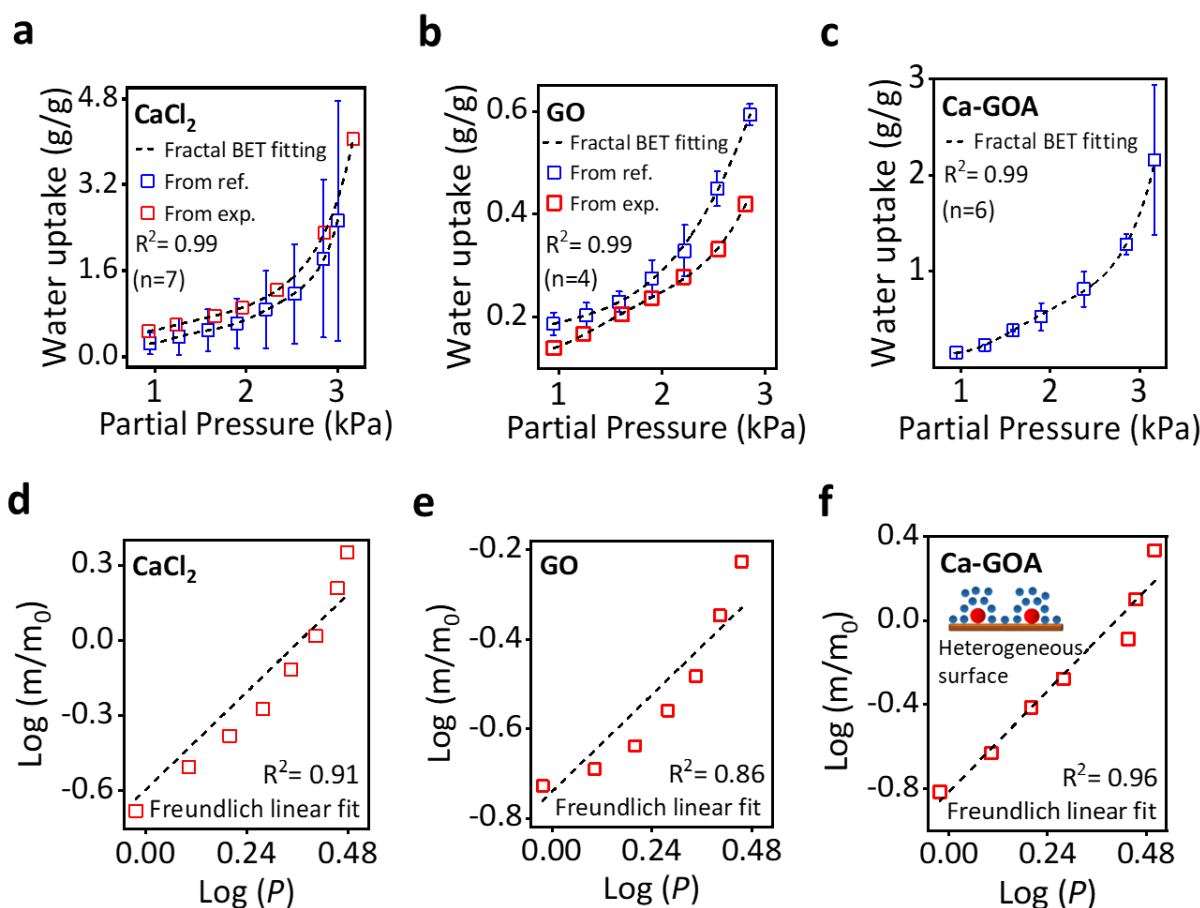 a
CaCl2
Fractal BET fitting
From ref.
From exp.
R2= 0.99
(n=7)
4.8
3.2
1.6
0.0
1
2
3
Water uptake (g/g)
Partial Pressure (kPa)
b
GO
Fractal BET fitting
From ref.
From exp.
R2= 0.99
(n=4)
0.6
0.4
0.2
1
2
3
Water uptake (g/g)
Partial Pressure (kPa)
c
Ca-GOA
Fractal BET fitting
R2= 0.99
(n=6)
3
2
1
1
2
3
Water uptake (g/g)
Partial Pressure (kPa)
d
CaCl2
R2= 0.91
Freundlich linear fit
0.3
0.0
-0.3
-0.6
0.00
0.24
0.48
Log (m/m0)
Log (P)
e
GO
R2= 0.86
Freundlich linear fit
-0.2
-0.4
-0.6
-0.8
0.00
0.24
0.48
Log (m/m0)
Log (P)
f
Ca-GOA
Heterogeneous
surface
R2= 0.96
Freundlich linear fit
0.4
0.0
-0.4
-0.8
0.00
0.24
0.48
Log (m/m0)
Log (P)